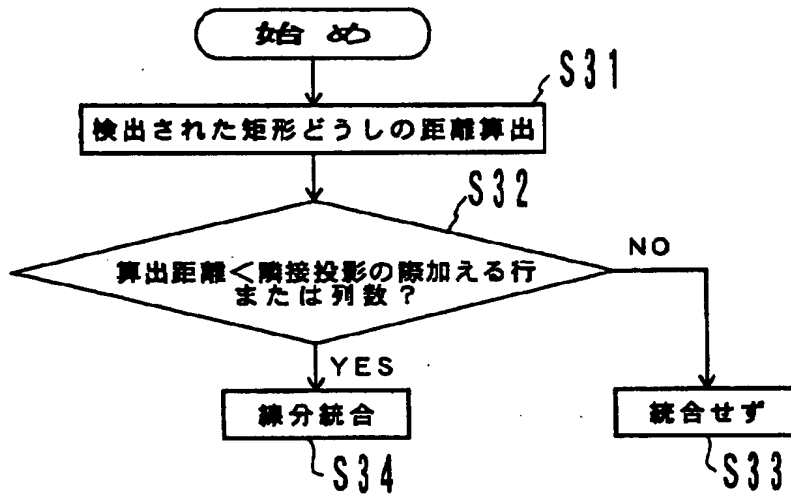 始め
S31
検出された矩形どうしの距離算出
S32
算出距離<隣接投影の際加える行
または列数?
NO
YES
線分統合
統合せず
S34
S33